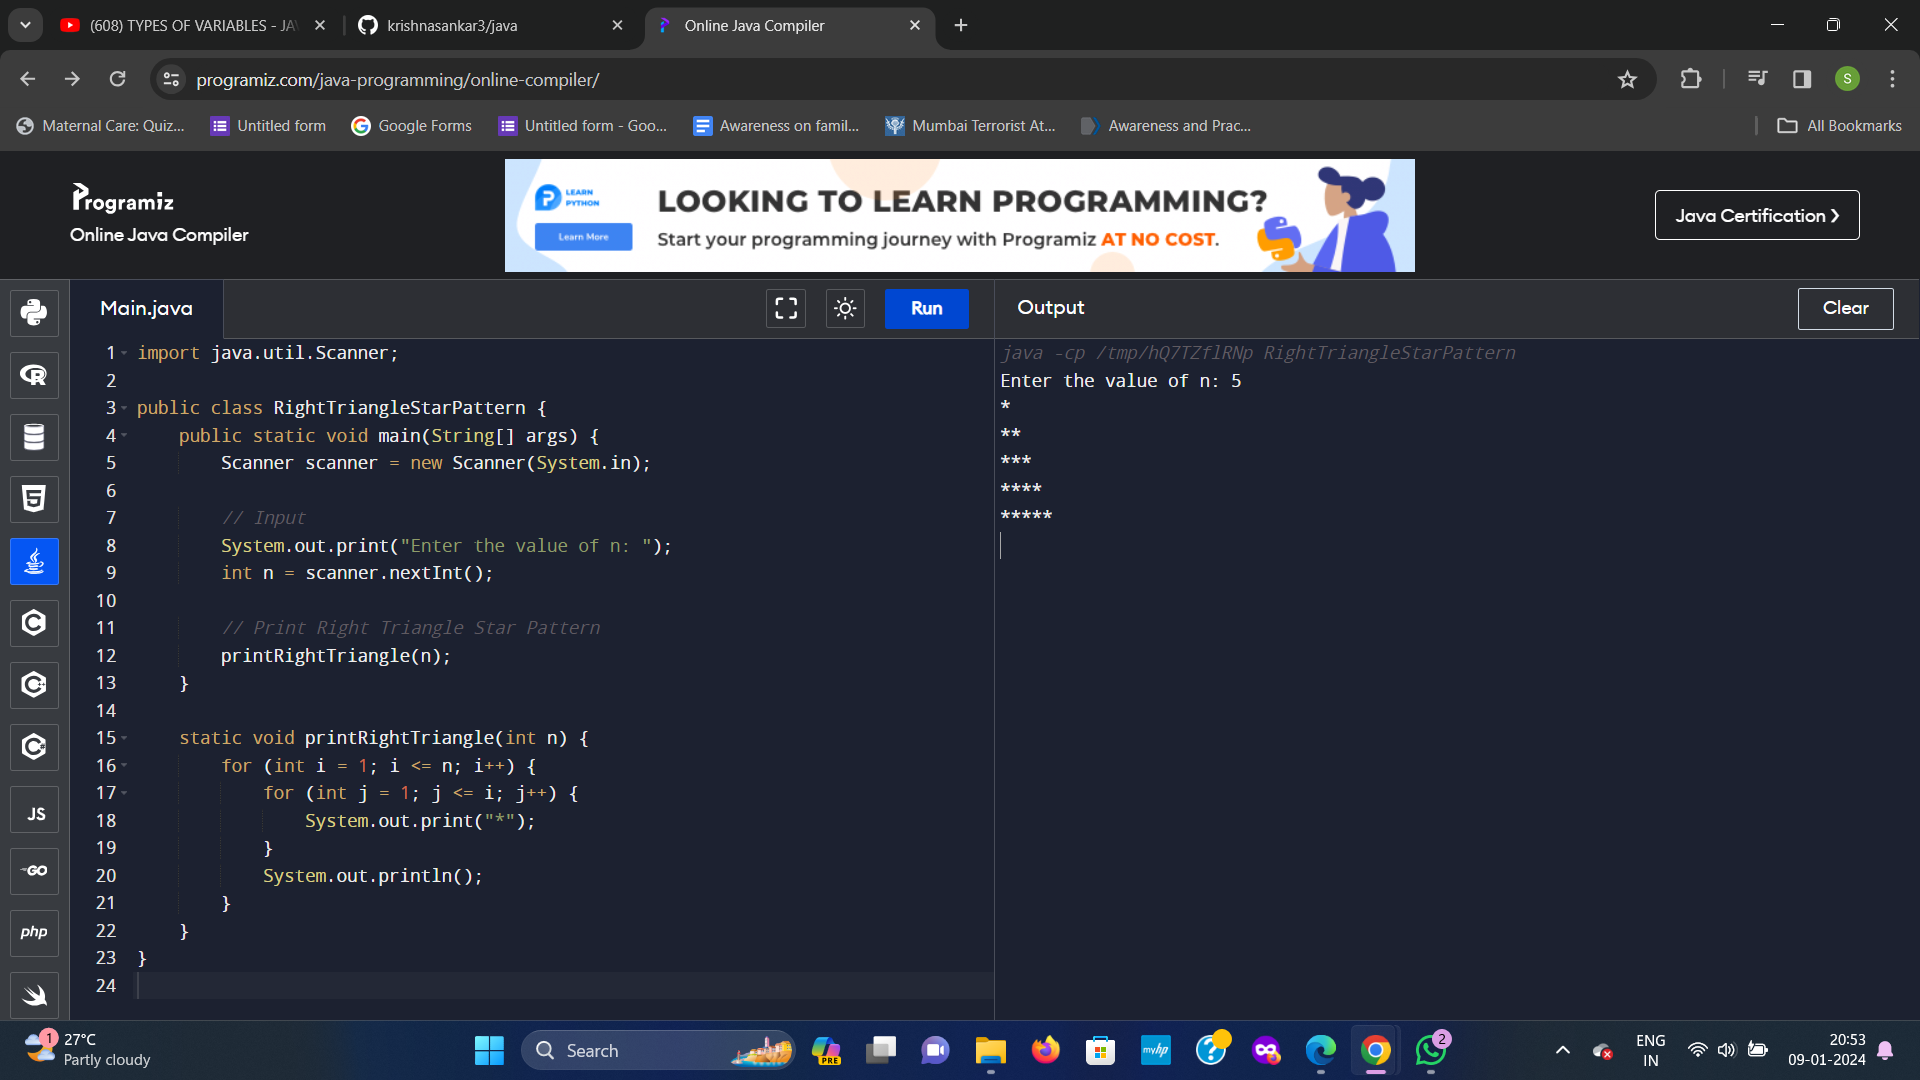 (608) TYPES OF VARIABLES - JA
krishnasankar3/java
Online Java Compiler
programiz.com/java-programming/online-compiler/
S
Maternal Care: Quiz...
Untitled form
Google Forms
Untitled form - Goo...
Awareness on famil...
Mumbai Terrorist At...
Awareness and Prac...
All Bookmarks
Programiz
Online Java Compiler
LEARN
PYTHON
Learn More
LOOKING TO LEARN PROGRAMMING?
Start your programming journey with Programiz AT NO COST.
Java Certification ›
Main.java
Run
Output
Clear
1 import java.util.Scanner;
2
3 public class RightTriangleStarPattern {
4 public static void main(String[] args) {
5 Scanner scanner = new Scanner(System.in);
6
7 // Input
8 System.out.print("Enter the value of n: ");
9 int n = scanner.nextInt();
10
11 // Print Right Triangle Star Pattern
12 printRightTriangle(n);
13 }
14
15 static void printRightTriangle(int n) {
16 for (int i = 1; i <= n; i++) {
17 for (int j = 1; j <= i; j++) {
18 System.out.print("*");
19 }
20 System.out.println();
21 }
22 }
23 }
24
java -cp /tmp/hQ7TZflRNp RightTriangleStarPattern
Enter the value of n: 5
*
**
***
****
*****
R
5
C
C++
C#
JS
GO
php
1
27°C
Partly cloudy
Search
PRE
myhp
?
2
ENG
IN
20:53
09-01-2024